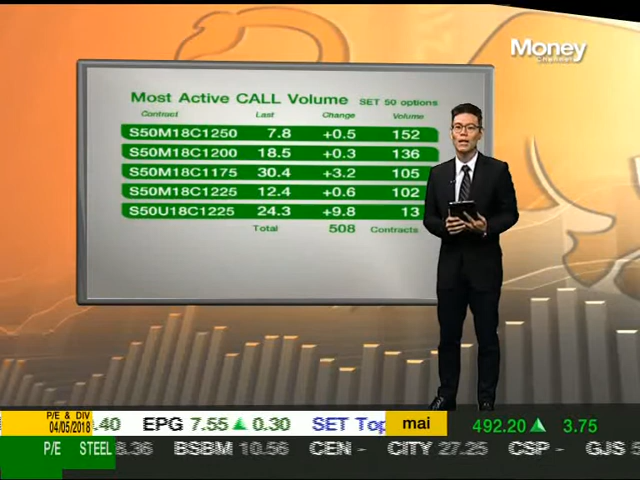 Money
Channel
Most Active CALL Volume SET 50 options
Contract Last Change Volume
S50M18C1250 7.8 +0.5 152
S50M18C1200 18.5 +0.3 136
S50M18C1175 30.4 +3.2 105
S50M18C1225 12.4 +0.6 102
S50U18C1225 24.3 +9.8 13
Total 508 Contracts
P/E & DIV
04/05/2018
.40 EPG 7.55 ▲ 0.30 SET Top
mai 492.20 ▲ 3.75
P/E STEEL 8.36 BSBM 10.56 CEN - CITY 27.25 CSP - GJS